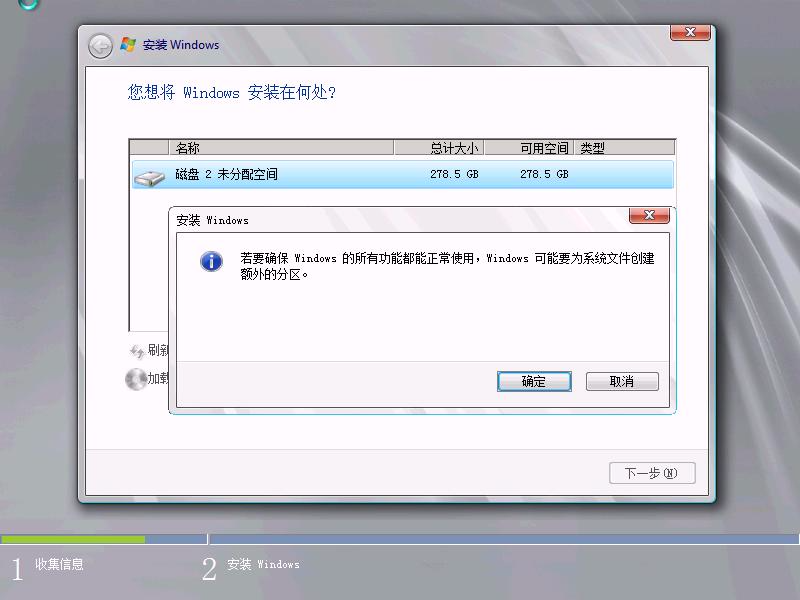 安装 Windows
您想将 Windows 安装在何处?
名称 总计大小 可用空间 类型
磁盘 2 未分配空间 278.5 GB 278.5 GB
安装 Windows
若要确保 Windows 的所有功能都能正常使用，Windows 可能要为系统文件创建
额外的分区。
刷新
确定 取消
加载
下一步(N)
1 收集信息 2 安装 Windows